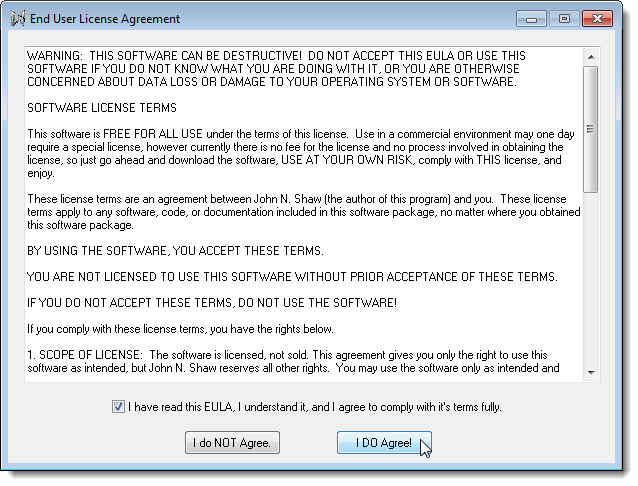 End User License Agreement
WARNING:  THIS SOFTWARE CAN BE DESTRUCTIVE!  DO NOT ACCEPT THIS EULA OR USE THIS
SOFTWARE IF YOU DO NOT KNOW WHAT YOU ARE DOING WITH IT, OR YOU ARE OTHERWISE
CONCERNED ABOUT DATA LOSS OR DAMAGE TO YOUR OPERATING SYSTEM OR SOFTWARE.
SOFTWARE LICENSE TERMS
This software is FREE FOR ALL USE under the terms of this license.  Use in a commercial environment may one day
require a special license, however currently there is no fee for the license and no process involved in obtaining the
license, so just go ahead and download the software, USE AT YOUR OWN RISK, comply with THIS license, and
enjoy.
These license terms are an agreement between John N. Shaw (the author of this program) and you.  These license
terms apply to any software, code, or documentation included in this software package, no matter where you obtained
this software package.
BY USING THE SOFTWARE, YOU ACCEPT THESE TERMS.
YOU ARE NOT LICENSED TO USE THIS SOFTWARE WITHOUT PRIOR ACCEPTANCE OF THESE TERMS.
IF YOU DO NOT ACCEPT THESE TERMS, DO NOT USE THE SOFTWARE!
If you comply with these license terms, you have the rights below.
1. SCOPE OF LICENSE:  The software is licensed, not sold. This agreement gives you only the right to use this
software as intended, but John N. Shaw reserves all other rights.  You may use the software only as intended and
I have read this EULA, I understand it, and I agree to comply with it's terms fully.
I do NOT Agree.
I DO Agree!